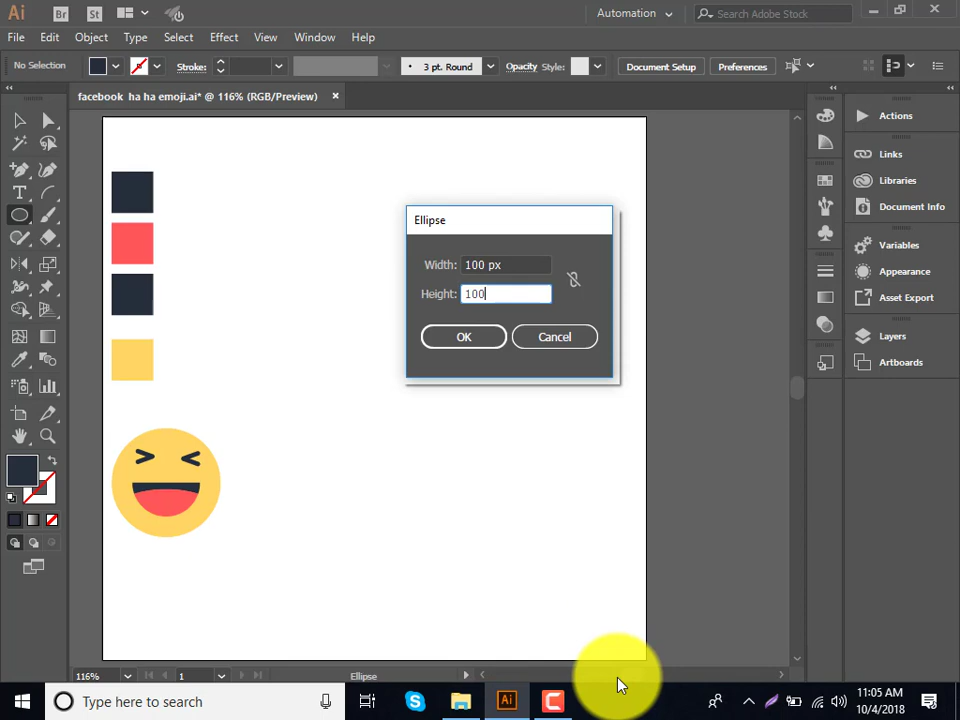 Ai Br St Automation Search Adobe Stock
File Edit Object Type Select Effect View Window Help
No Selection Stroke: 3 pt. Round Opacity Style: Document Setup Preferences
facebook ha ha emoji.ai* @ 116% (RGB/Preview) ×
Actions
Links
Libraries
Document Info
Variables
Appearance
Asset Export
Layers
Artboards
Ellipse
Width: 100 px
Height: 100
OK Cancel
116% 1 Ellipse
Type here to search
Ai
11:05 AM
10/4/2018